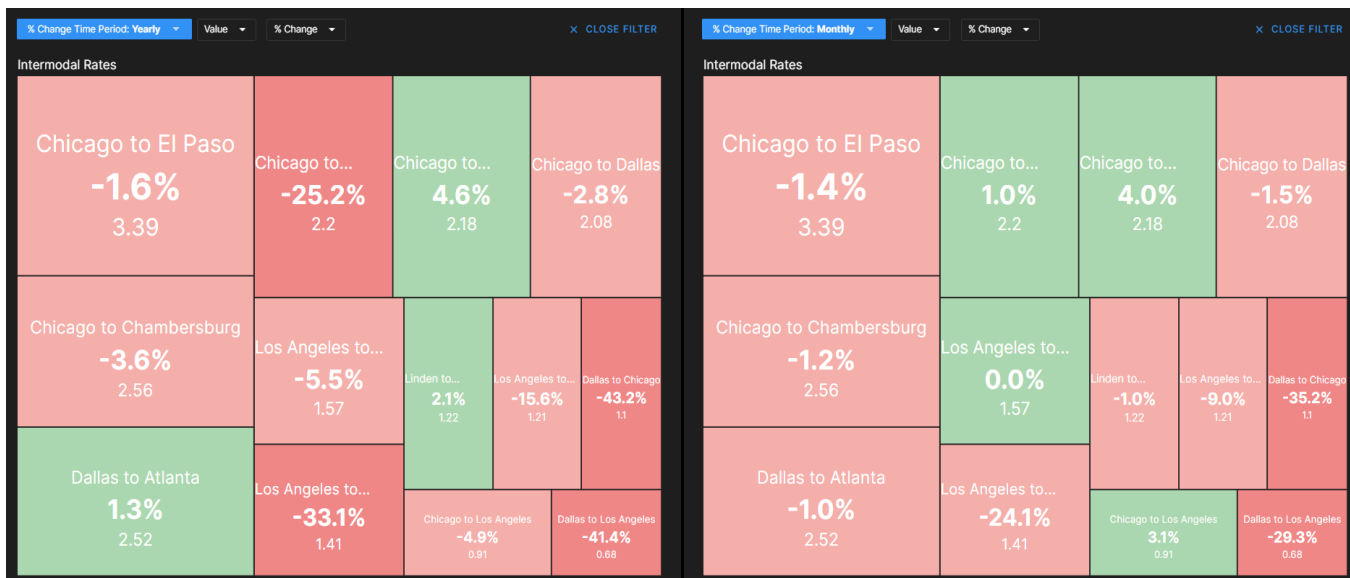 % Change Time Period: Yearly
Value
% Change
× CLOSE FILTER
Intermodal Rates
Chicago to El Paso
-1.6%
3.39
Chicago to...
-25.2%
2.2
Chicago to...
4.6%
2.18
Chicago to Dallas
-2.8%
2.08
Chicago to Chambersburg
-3.6%
2.56
Los Angeles to...
-5.5%
1.57
Linden to...
2.1%
1.22
Los Angeles to...
-15.6%
1.21
Dallas to Chicago
-43.2%
1.1
Dallas to Atlanta
1.3%
2.52
Los Angeles to...
-33.1%
1.41
Chicago to Los Angeles
-4.9%
0.91
Dallas to Los Angeles
-41.4%
0.68
% Change Time Period: Monthly
Value
% Change
× CLOSE FILTER
Intermodal Rates
Chicago to El Paso
-1.4%
3.39
Chicago to...
1.0%
2.2
Chicago to...
4.0%
2.18
Chicago to Dallas
-1.5%
2.08
Chicago to Chambersburg
-1.2%
2.56
Los Angeles to...
0.0%
1.57
Linden to...
-1.0%
1.22
Los Angeles to...
-9.0%
1.21
Dallas to Chicago
-35.2%
1.1
Dallas to Atlanta
-1.0%
2.52
Los Angeles to...
-24.1%
1.41
Chicago to Los Angeles
3.1%
0.91
Dallas to Los Angeles
-29.3%
0.68